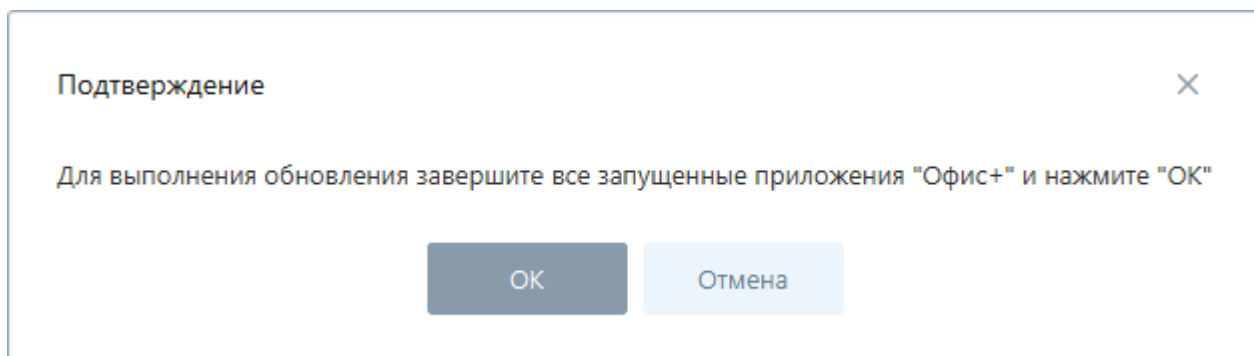 Подтверждение
Для выполнения обновления завершите все запущенные приложения "Офис+" и нажмите "ОК"
ОК
Отмена